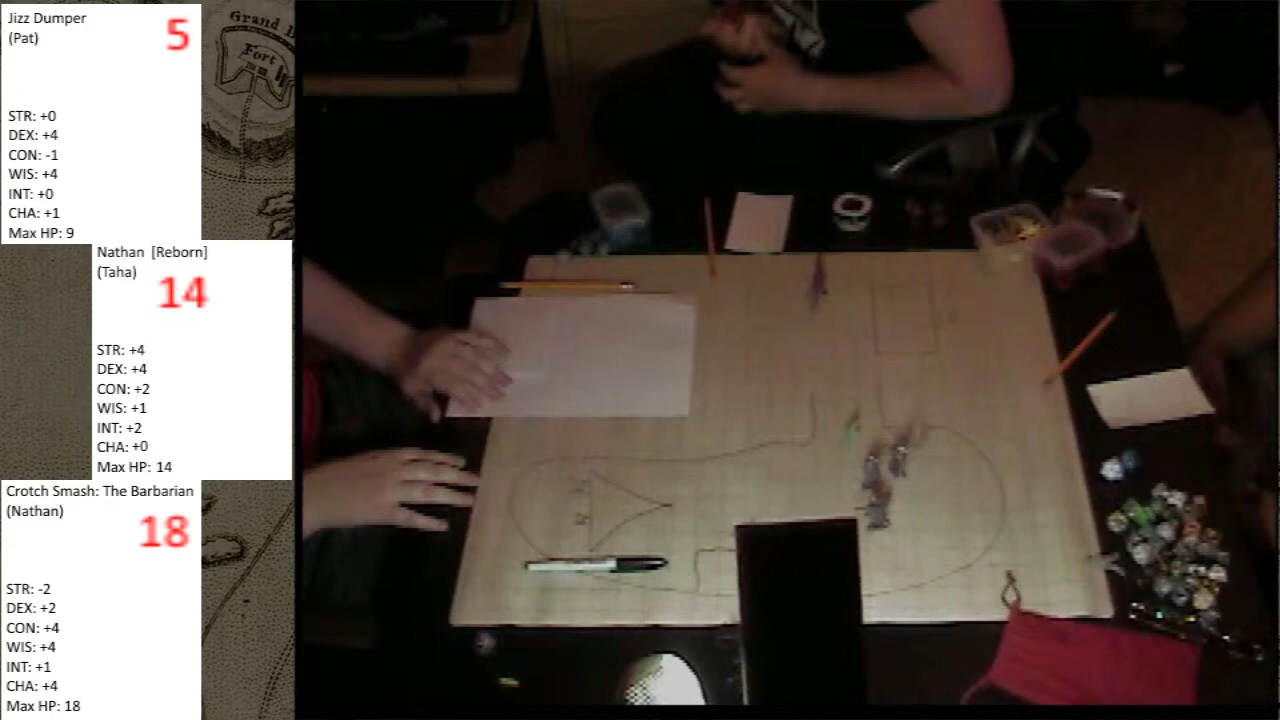 Jizz Dumper
(Pat)
5
STR: +0
DEX: +4
CON: -1
WIS: +4
INT: +0
CHA: +1
Max HP: 9
Grand
Fort
Nathan [Reborn]
(Taha)
14
STR: +4
DEX: +4
CON: +2
WIS: +1
INT: +2
CHA: +0
Max HP: 14
Crotch Smash: The Barbarian
(Nathan)
18
STR: -2
DEX: +2
CON: +4
WIS: +4
INT: +1
CHA: +4
Max HP: 18